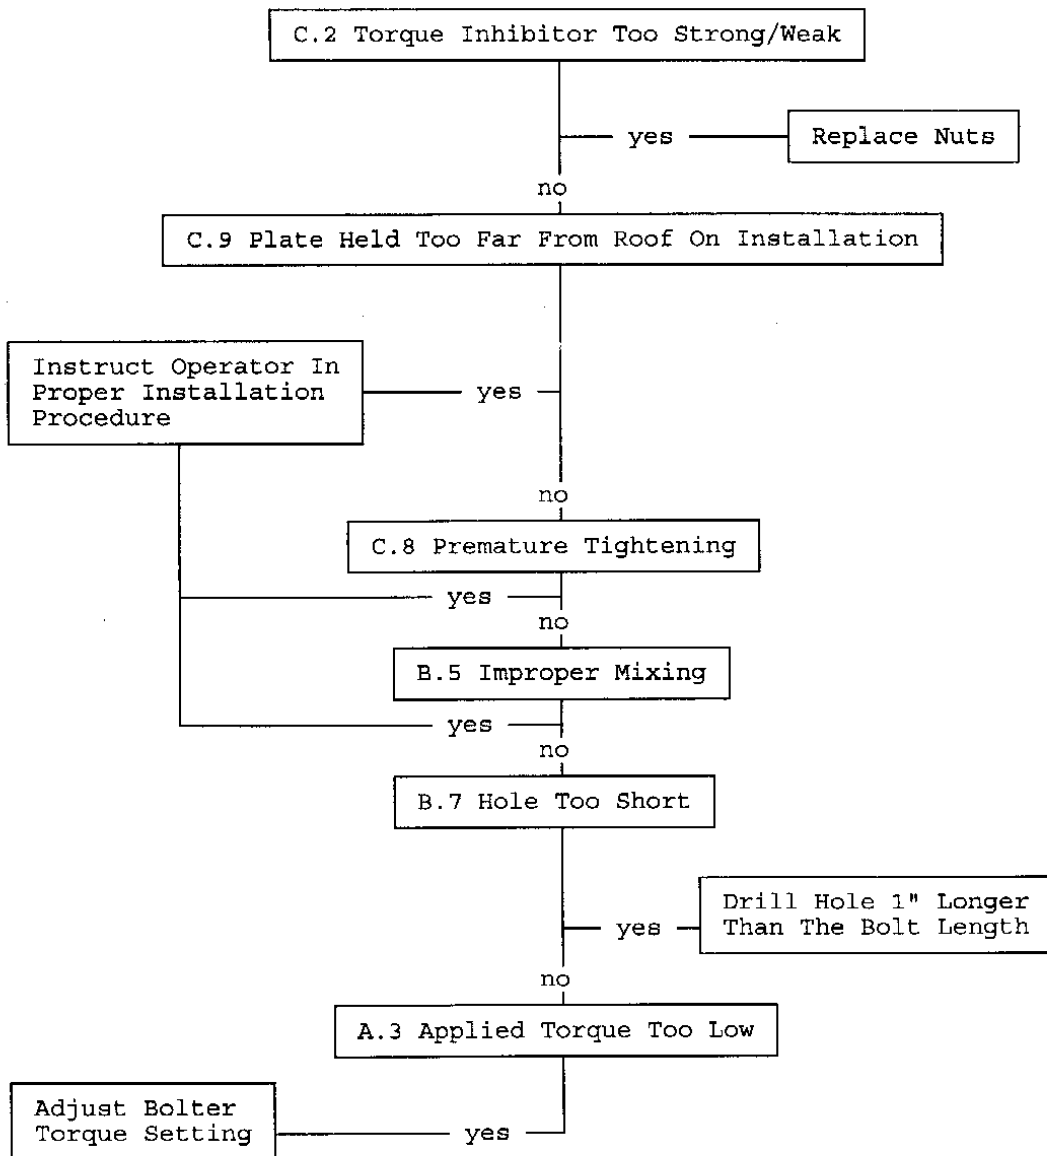 C.2 Torque Inhibitor Too Strong/Weak
yes
Replace Nuts
no
C.9 Plate Held Too Far From Roof On Installation
Instruct Operator In
Proper Installation
Procedure
yes
no
C.8 Premature Tightening
yes
no
B.5 Improper Mixing
yes
no
B.7 Hole Too Short
Drill Hole 1" Longer
Than The Bolt Length
yes
no
A.3 Applied Torque Too Low
Adjust Bolter
Torque Setting
yes